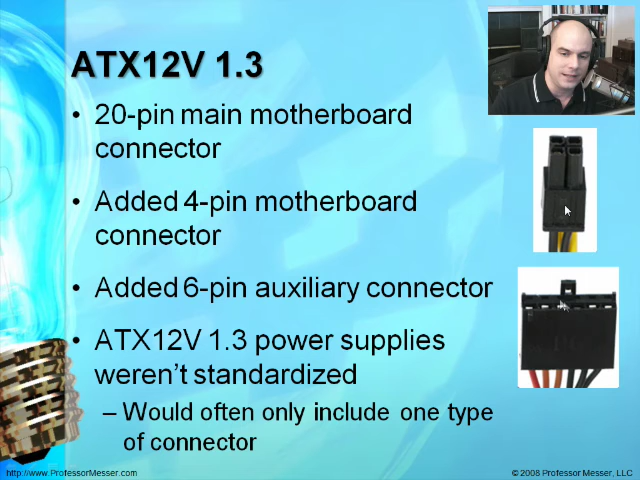 ATX12V 1.3
• 20-pin main motherboard
connector
• Added 4-pin motherboard
connector
• Added 6-pin auxiliary connector
• ATX12V 1.3 power supplies
weren't standardized
– Would often only include one type
of connector
http://www.ProfessorMesser.com
© 2008 Professor Messer, LLC